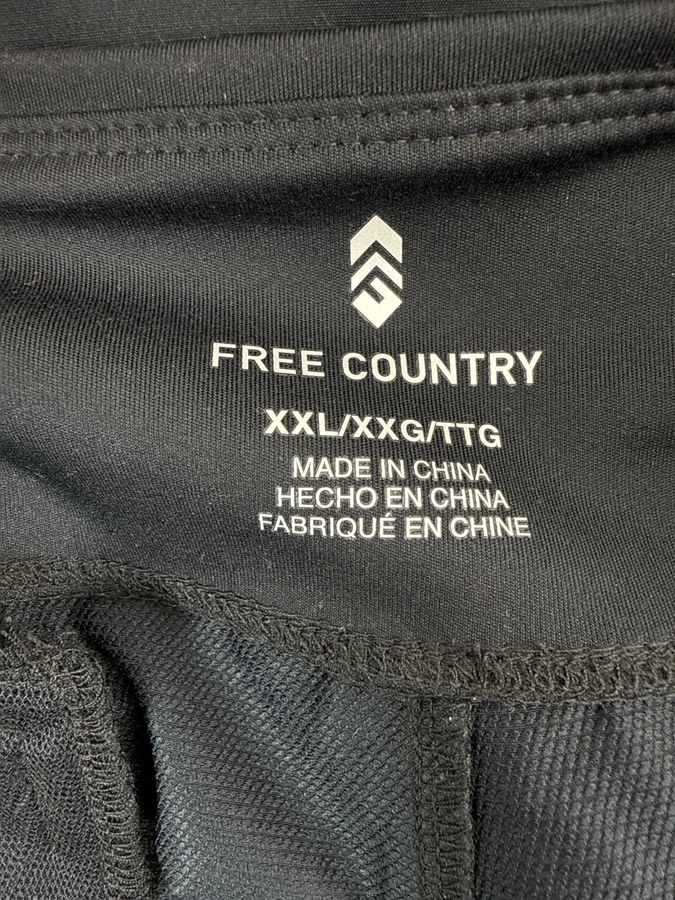 FREE COUNTRY
XXL/XXG/TTG
MADE IN CHINA
HECHO EN CHINA
FABRIQUÉ EN CHINE